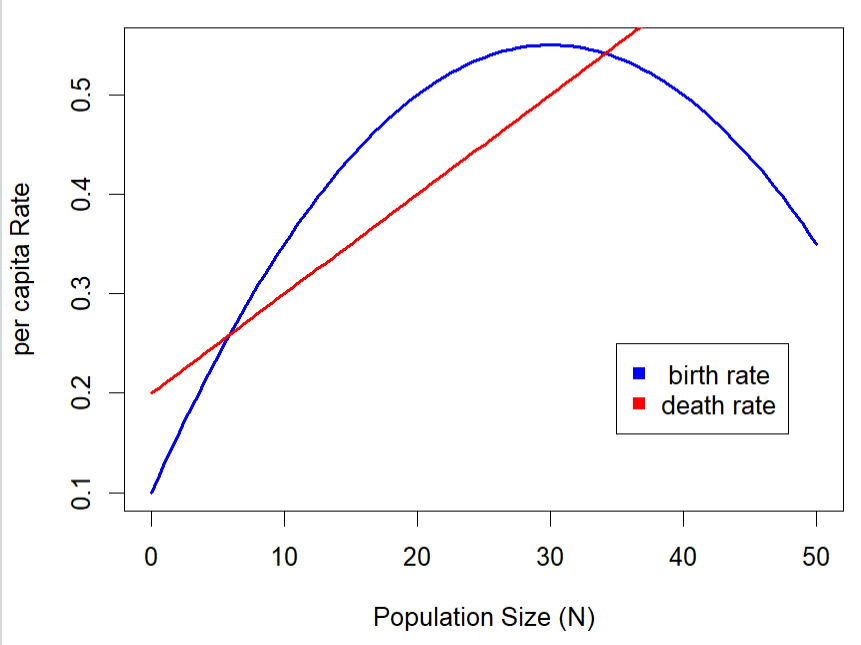 0.5
0.4
0.3
0.2
0.1
per capita Rate
birth rate
death rate
0 10 20 30 40 50
Population Size (N)